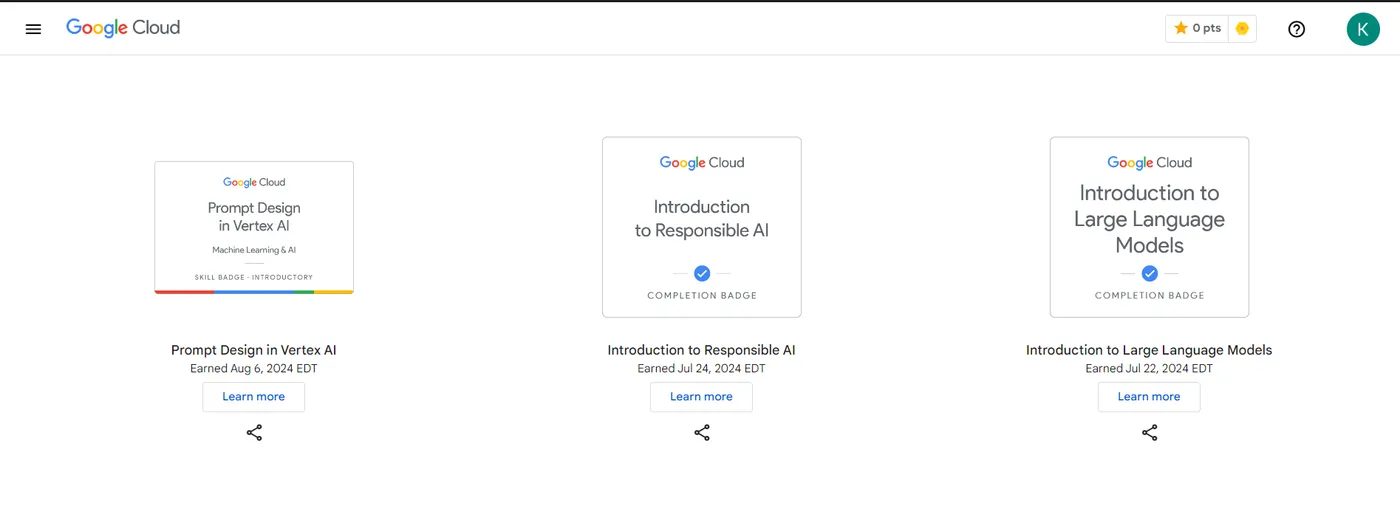 Google Cloud
0 pts
K
Google Cloud
Prompt Design
in Vertex AI
Machine Learning & AI
SKILL BADGE · INTRODUCTORY
Prompt Design in Vertex AI
Earned Aug 6, 2024 EDT
Learn more
Google Cloud
Introduction
to Responsible AI
COMPLETION BADGE
Introduction to Responsible AI
Earned Jul 24, 2024 EDT
Learn more
Google Cloud
Introduction to
Large Language
Models
COMPLETION BADGE
Introduction to Large Language Models
Earned Jul 22, 2024 EDT
Learn more